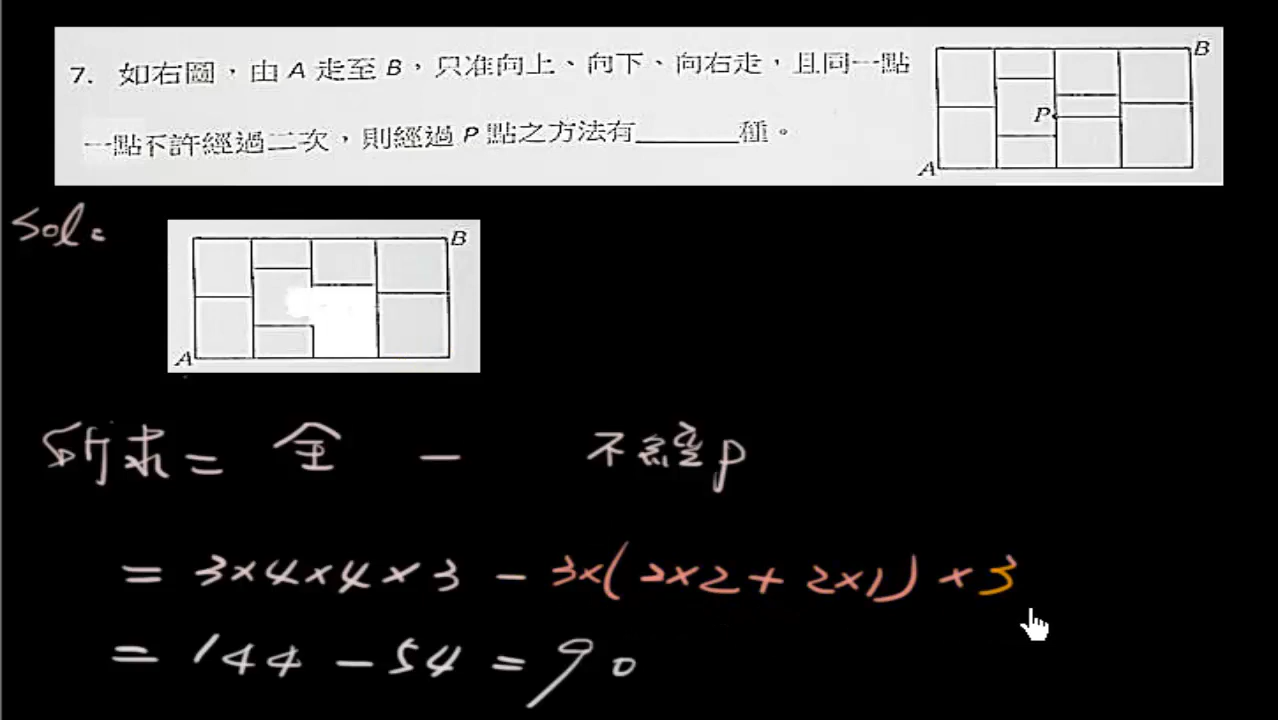 7. 如右圖，由 A 走至 B，只准向上、向下、向右走，且同一點
一點不許經過二次，則經過 P 點之方法有______種。
B
P
A
Sol:
B
A
所求 = 全 - 不經 P
= 3×4×4×3 - 3×(2×2+2×1)×3
= 144 - 54 = 90